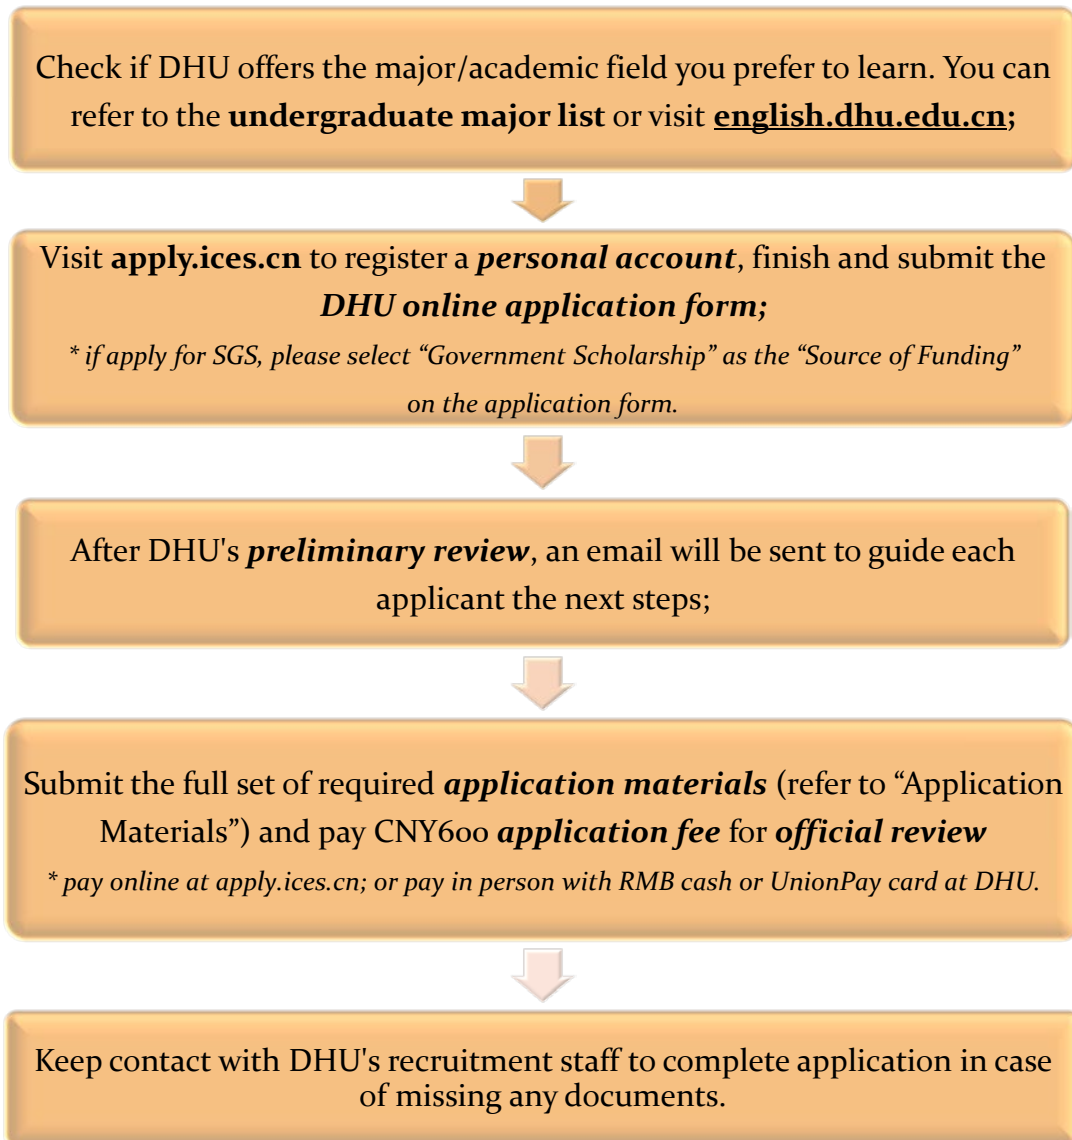 Check if DHU offers the major/academic field you prefer to learn. You can
refer to the undergraduate major list or visit english.dhu.edu.cn;
Visit apply.ices.cn to register a personal account, finish and submit the
DHU online application form;
* if apply for SGS, please select “Government Scholarship” as the “Source of Funding”
on the application form.
After DHU's preliminary review, an email will be sent to guide each
applicant the next steps;
Submit the full set of required application materials (refer to “Application
Materials”) and pay CNY600 application fee for official review
* pay online at apply.ices.cn; or pay in person with RMB cash or UnionPay card at DHU.
Keep contact with DHU's recruitment staff to complete application in case
of missing any documents.